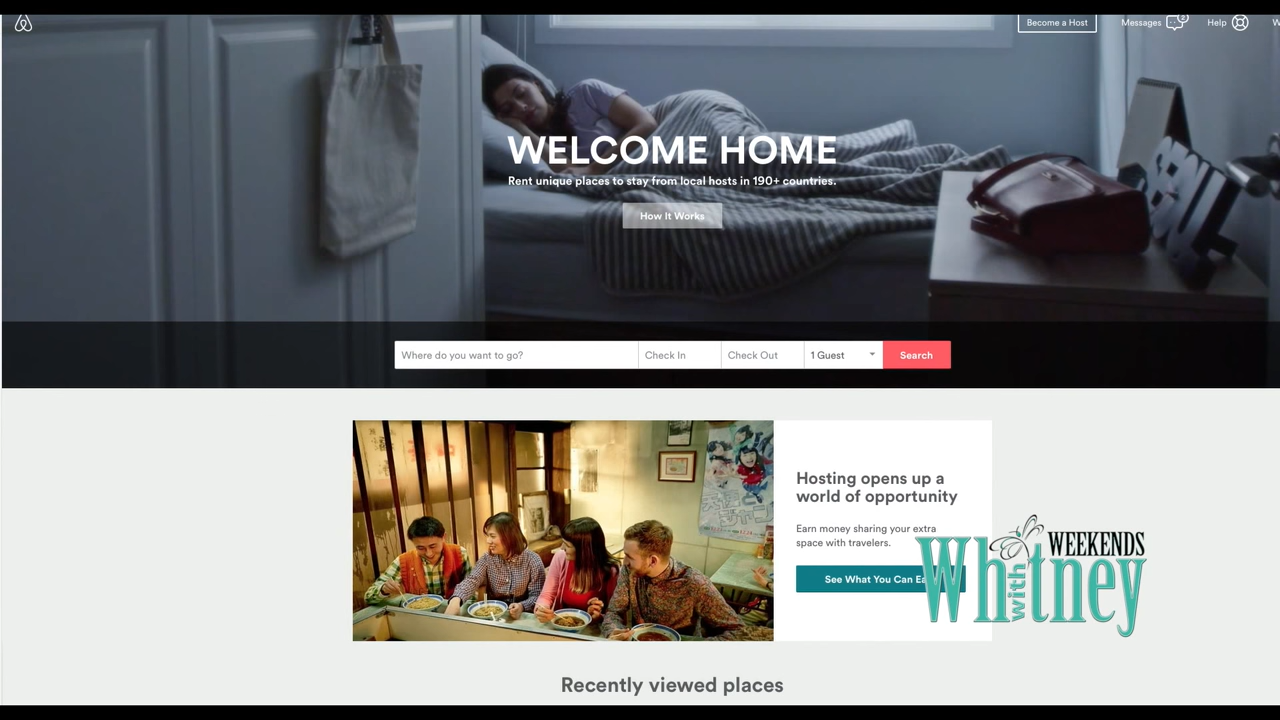 Become a Host
Messages
Help
WELCOME HOME
Rent unique places to stay from local hosts in 190+ countries.
How It Works
Where do you want to go?
Check In
Check Out
1 Guest
Search
Hosting opens up a
world of opportunity
Earn money sharing your extra
space with travelers.
See What You Can Ea
WEEKENDS
with
Whitney
Recently viewed places